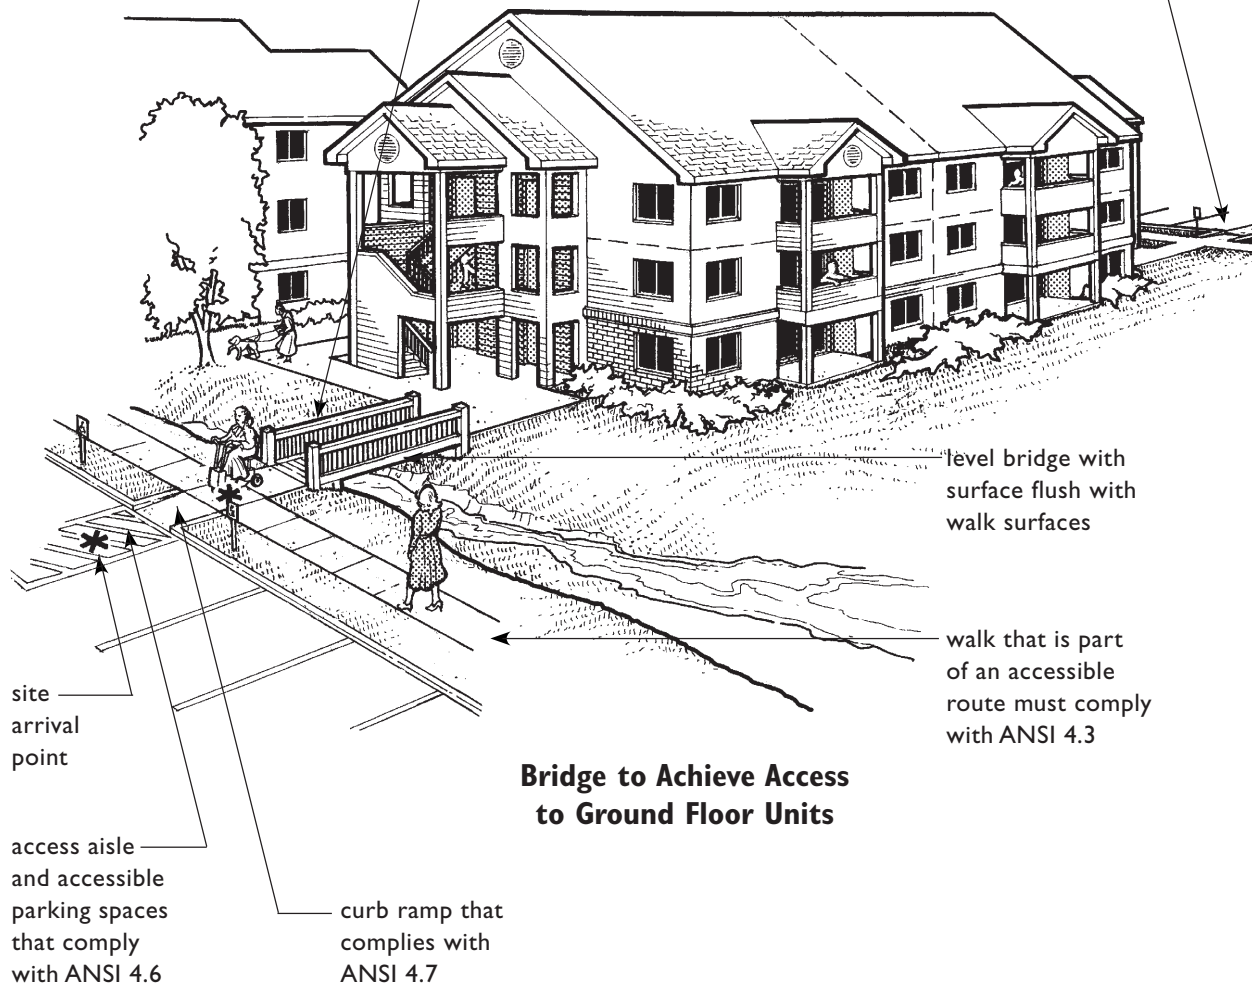 level bridge with
surface flush with
walk surfaces
walk that is part
of an accessible
route must comply
with ANSI 4.3
site
arrival
point
Bridge to Achieve Access
to Ground Floor Units
access aisle
and accessible
parking spaces
that comply
with ANSI 4.6
curb ramp that
complies with
ANSI 4.7